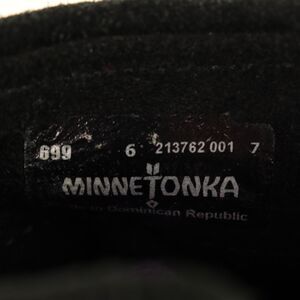 699 6 213762 001 7
MINNETONKA
in Dominican Republic